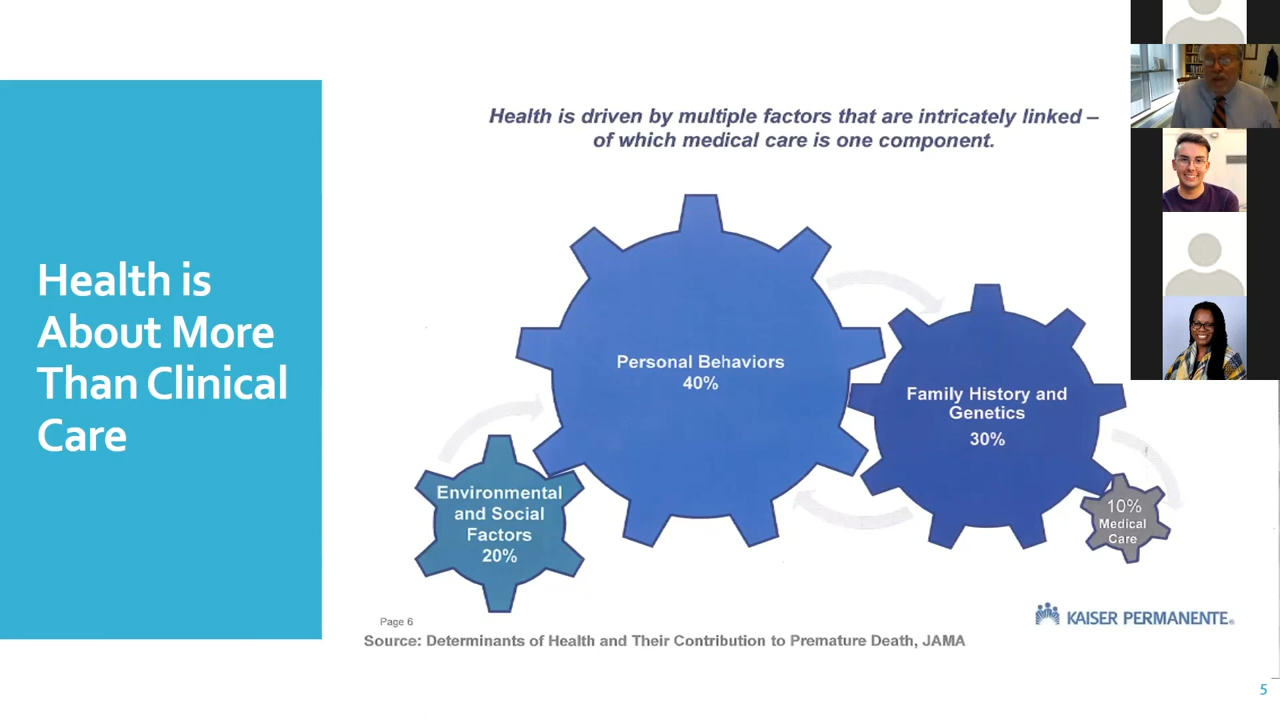 Health is
About More
Than Clinical
Care
Health is driven by multiple factors that are intricately linked –
of which medical care is one component.
Personal Behaviors
40%
Family History and
Genetics
30%
Environmental
and Social
Factors
20%
10%
Medical
Care
Page 6
KAISER PERMANENTE®
Source: Determinants of Health and Their Contribution to Premature Death, JAMA
5